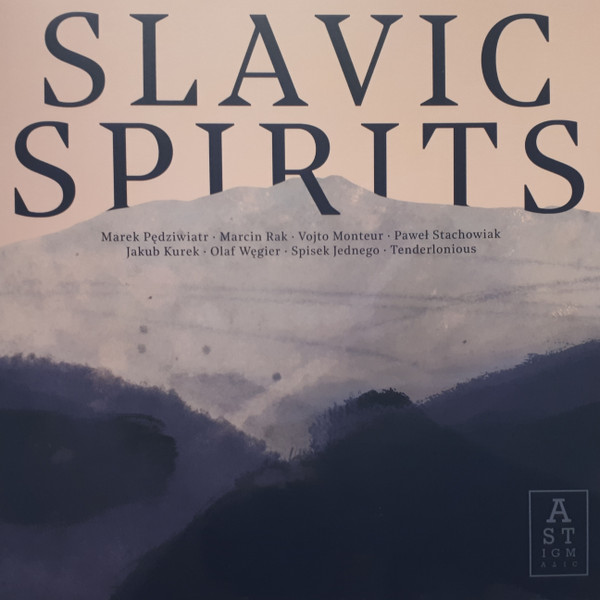 SLAVIC
SPIRITS
Marek Pędziwiatr · Marcin Rak · Vojto Monteur · Paweł Stachowiak
Jakub Kurek · Olaf Węgier · Spisek Jednego · Tenderlonious
A
ST
IGM